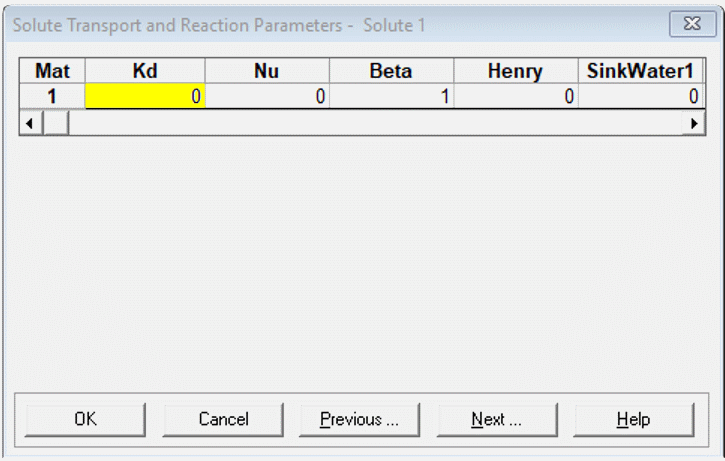 Solute Transport and Reaction Parameters - Solute 1
Mat Kd Nu Beta Henry SinkWater1
1 0 0 1 0 0
OK Cancel Previous ... Next ... Help